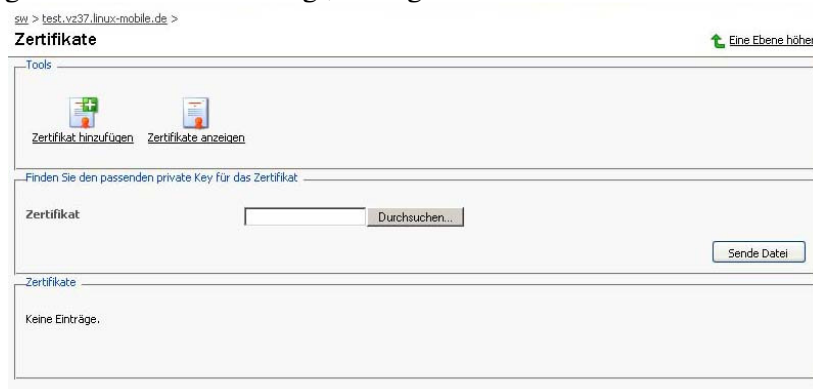 sw > test.vz37.linux-mobile.de >
Zertifikate
Eine Ebene höher
Tools
Zertifikat hinzufügen Zertifikate anzeigen
Finden Sie den passenden private Key für das Zertifikat
Zertifikat Durchsuchen...
Sende Datei
Zertifikate
Keine Einträge.